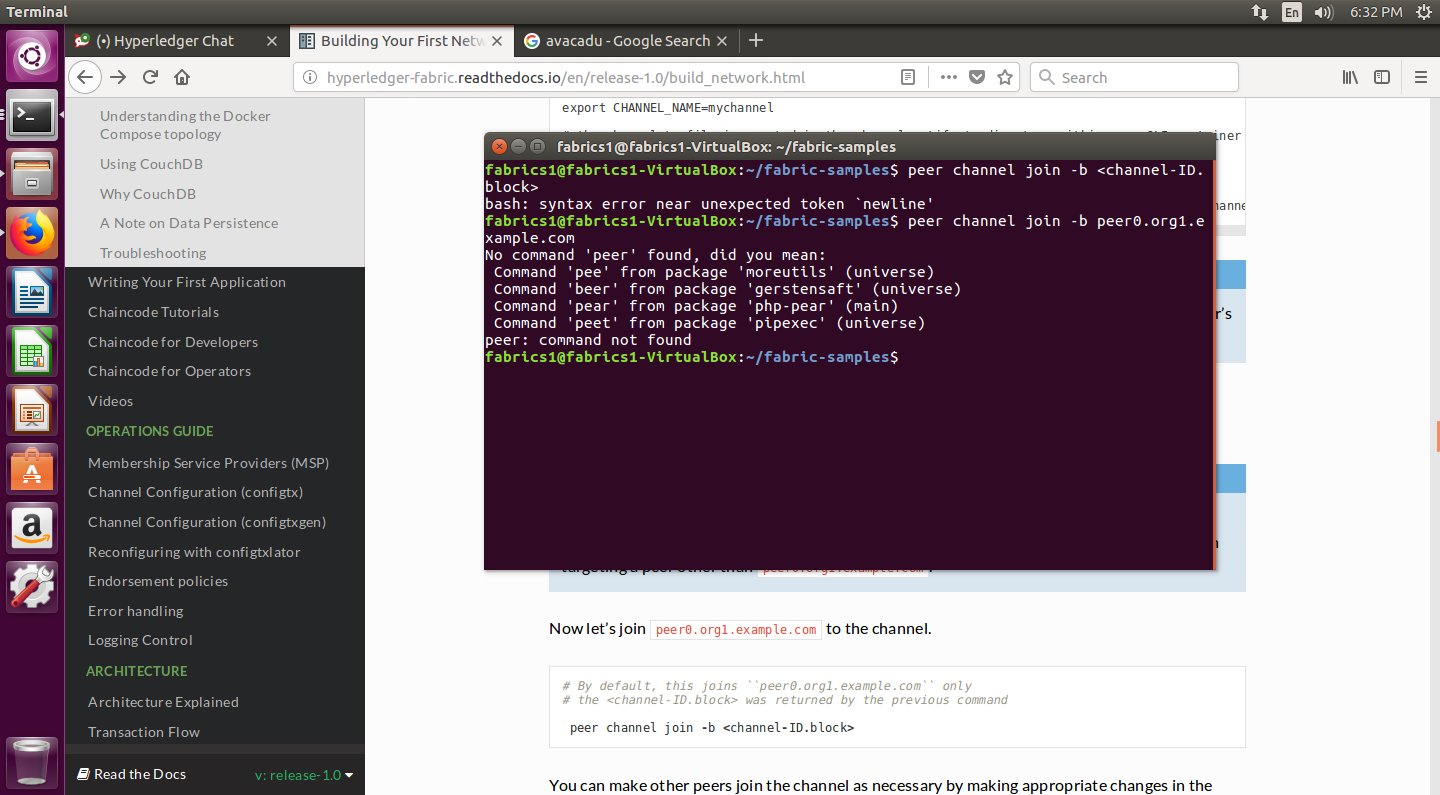 Terminal
En
6:32 PM
(•) Hyperledger Chat
Building Your First Netw
avacadu - Google Search
hyperledger-fabric.readthedocs.io/en/release-1.0/build_network.html
Search
Understanding the Docker
Compose topology
Using CouchDB
Why CouchDB
A Note on Data Persistence
Troubleshooting
Writing Your First Application
Chaincode Tutorials
Chaincode for Developers
Chaincode for Operators
Videos
OPERATIONS GUIDE
Membership Service Providers (MSP)
Channel Configuration (configtx)
Channel Configuration (configtxgen)
Reconfiguring with configtxlator
Endorsement policies
Error handling
Logging Control
ARCHITECTURE
Architecture Explained
Transaction Flow
Read the Docs
v: release-1.0
export CHANNEL_NAME=mychannel
fabrics1@fabrics1-VirtualBox: ~/fabric-samples
fabrics1@fabrics1-VirtualBox:~/fabric-samples$ peer channel join -b <channel-ID.
block>
bash: syntax error near unexpected token `newline'
fabrics1@fabrics1-VirtualBox:~/fabric-samples$ peer channel join -b peer0.org1.e
xample.com
No command 'peer' found, did you mean:
Command 'pee' from package 'moreutils' (universe)
Command 'beer' from package 'gerstensaft' (universe)
Command 'pear' from package 'php-pear' (main)
Command 'peet' from package 'pipexec' (universe)
peer: command not found
fabrics1@fabrics1-VirtualBox:~/fabric-samples$
targeting a peer other than peer0.org1.example.com .
Now let's join peer0.org1.example.com to the channel.
# By default, this joins ``peer0.org1.example.com`` only
# the <channel-ID.block> was returned by the previous command
peer channel join -b <channel-ID.block>
You can make other peers join the channel as necessary by making appropriate changes in the